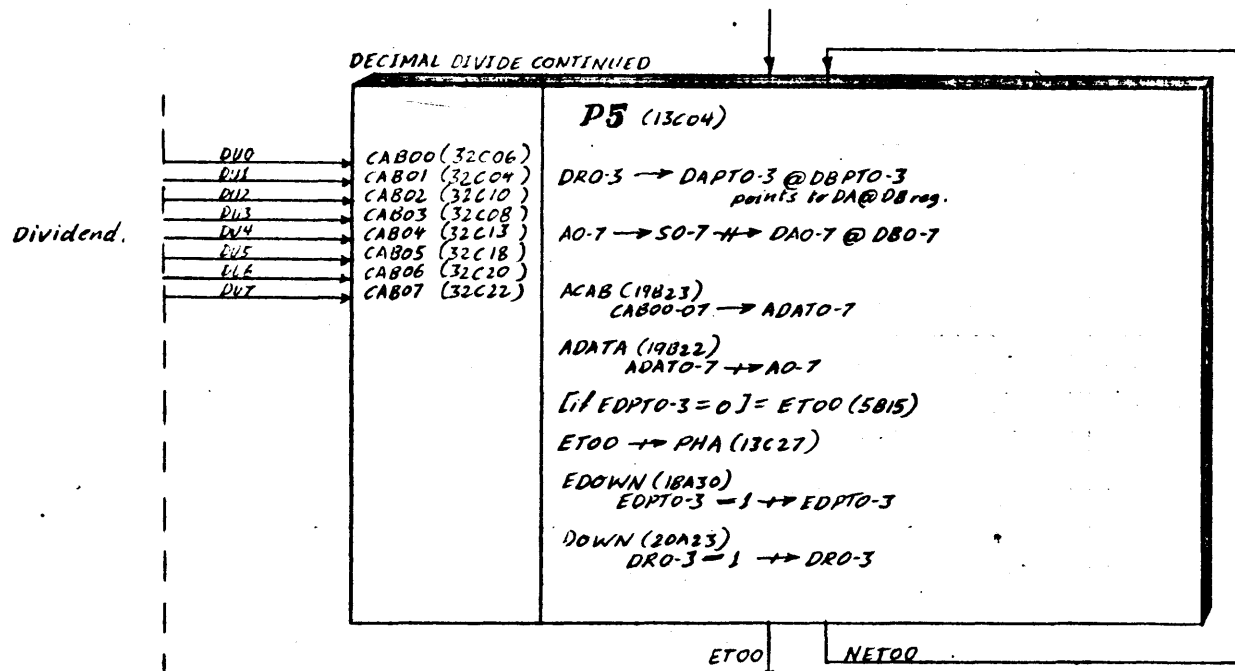 DECIMAL DIVIDE CONTINUED
P5 (13C04)
DU0 CAB00 (32C06)
DU1 CAB01 (32C04)
DU2 CAB02 (32C10)
DU3 CAB03 (32C08)
DU4 CAB04 (32C13)
DU5 CAB05 (32C18)
DU6 CAB06 (32C20)
DU7 CAB07 (32C22)
Dividend.
DR0-3 → DAPT0-3 @ DBPT0-3
points to DA@DB reg.
A0-7 → S0-7 ↛ DA0-7 @ DB0-7
ACAB (19B23)
CAB00-07 → ADAT0-7
ADATA (19B22)
ADAT0-7 ↛ A0-7
[if EDPT0-3 = 0] = ET00 (5B15)
ET00 ↛ PHA (13C27)
EDOWN (18A30)
EDPT0-3 - 1 ↛ EDPT0-3
DOWN (20A23)
DR0-3 - 1 ↛ DR0-3
ET00 NET00